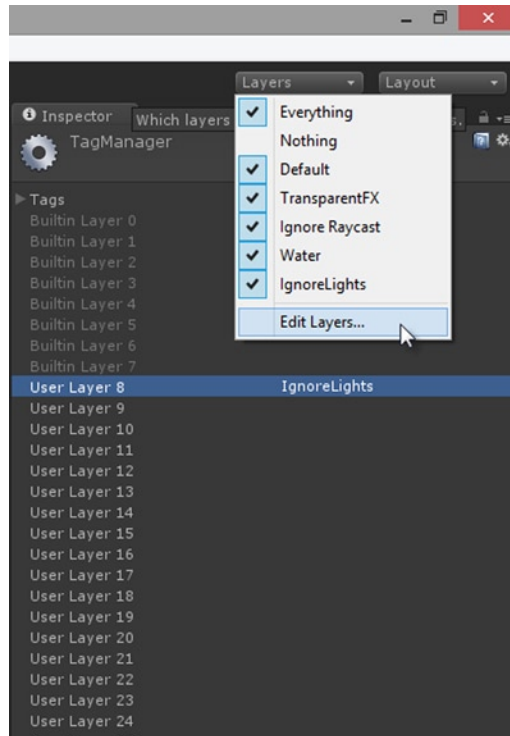 Layers
Layout
Inspector
Which layers
s.
TagManager
Everything
Nothing
Default
TransparentFX
Ignore Raycast
Water
IgnoreLights
Edit Layers...
Tags
Builtin Layer 0
Builtin Layer 1
Builtin Layer 2
Builtin Layer 3
Builtin Layer 4
Builtin Layer 5
Builtin Layer 6
Builtin Layer 7
User Layer 8 IgnoreLights
User Layer 9
User Layer 10
User Layer 11
User Layer 12
User Layer 13
User Layer 14
User Layer 15
User Layer 16
User Layer 17
User Layer 18
User Layer 19
User Layer 20
User Layer 21
User Layer 22
User Layer 23
User Layer 24